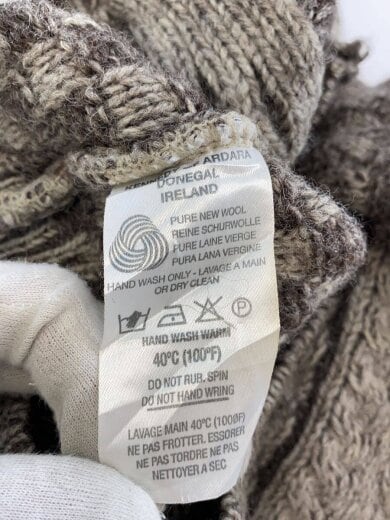 ARDARA
DONEGAL
IRELAND
PURE NEW WOOL
REINE SCHURWOLLE
PURE LAINE VIERGE
PURA LANA VERGINE
HAND WASH ONLY - LAVAGE A MAIN
OR DRY CLEAN
P
HAND WASH WARM
40°C (100°F)
DO NOT RUB. SPIN
DO NOT HAND WRING
LAVAGE MAIN 40°C (100ØF)
NE PAS FROTTER. ESSORER
NE PAS TORDRE NE PAS
NETTOYER A SEC